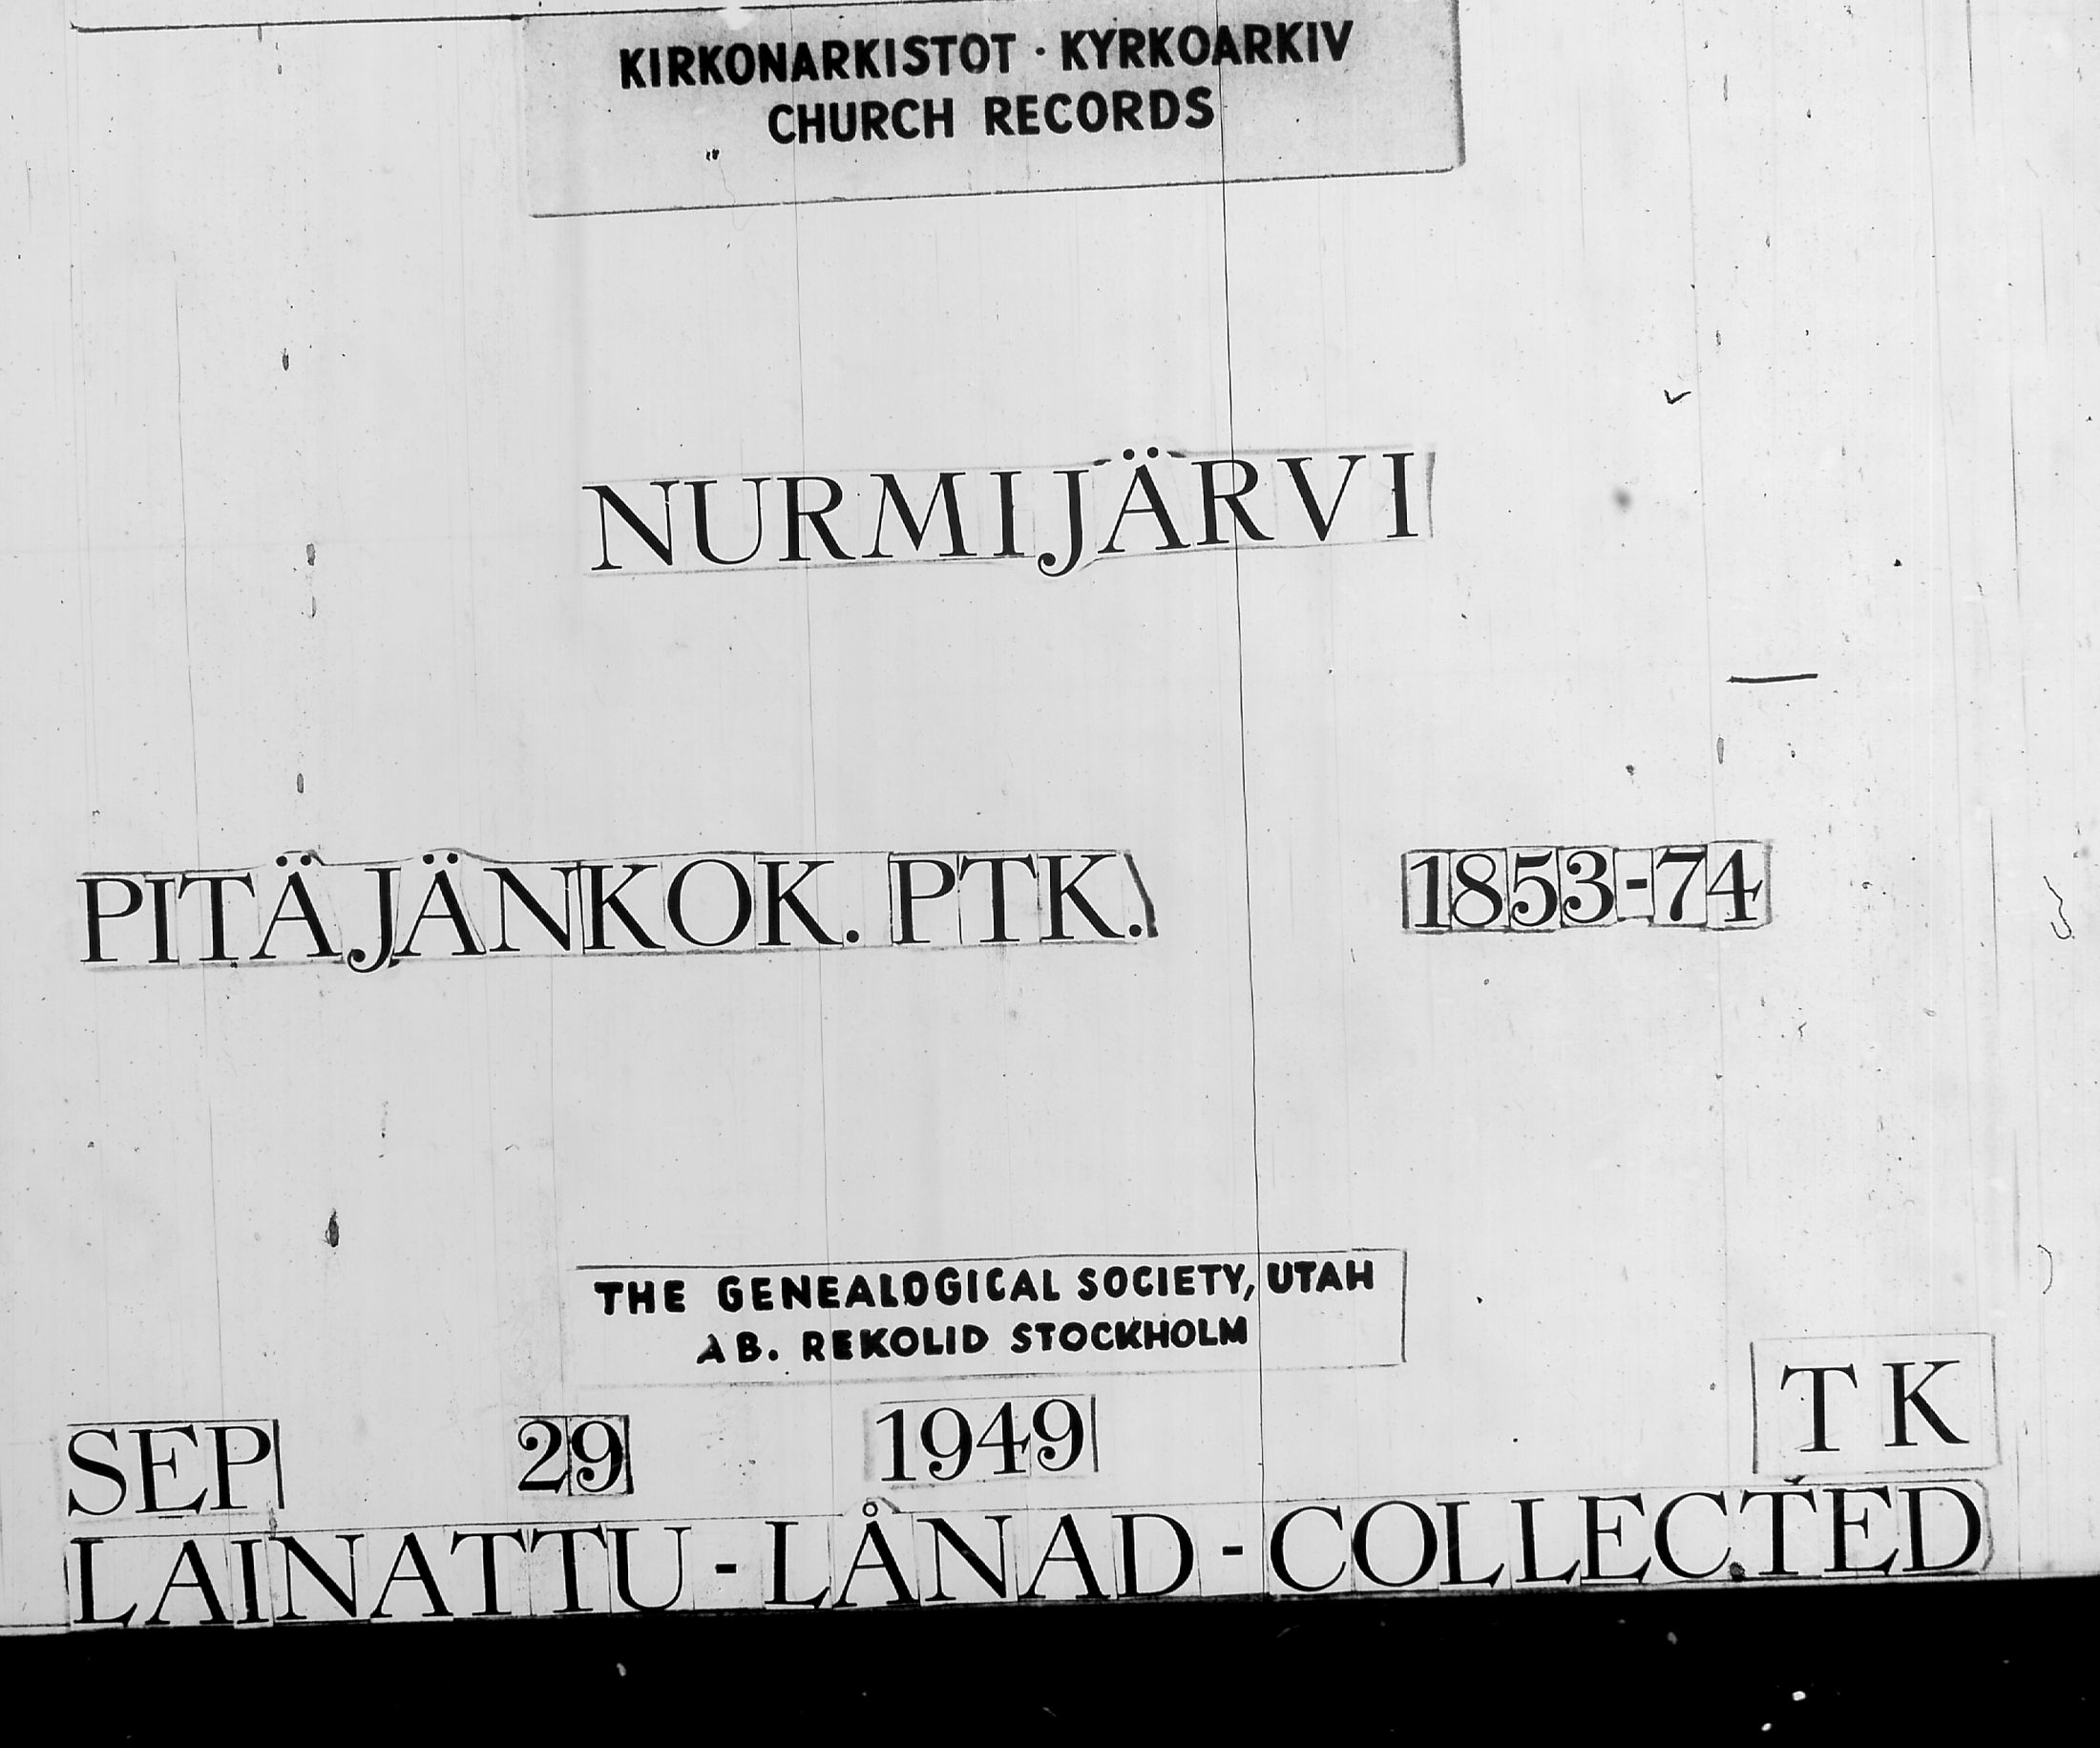 KIRKONARKISTOT · KYRKOARKIV
CHURCH RECORDS
NURMIJÄRVI
PITÄJÄNKOK. PTK. 1853-74
THE GENEALOGICAL SOCIETY, UTAH
AB. REKOLID STOCKHOLM
TK
SEP 29 1949
LAINATTU - LÅNAD - COLLECTED